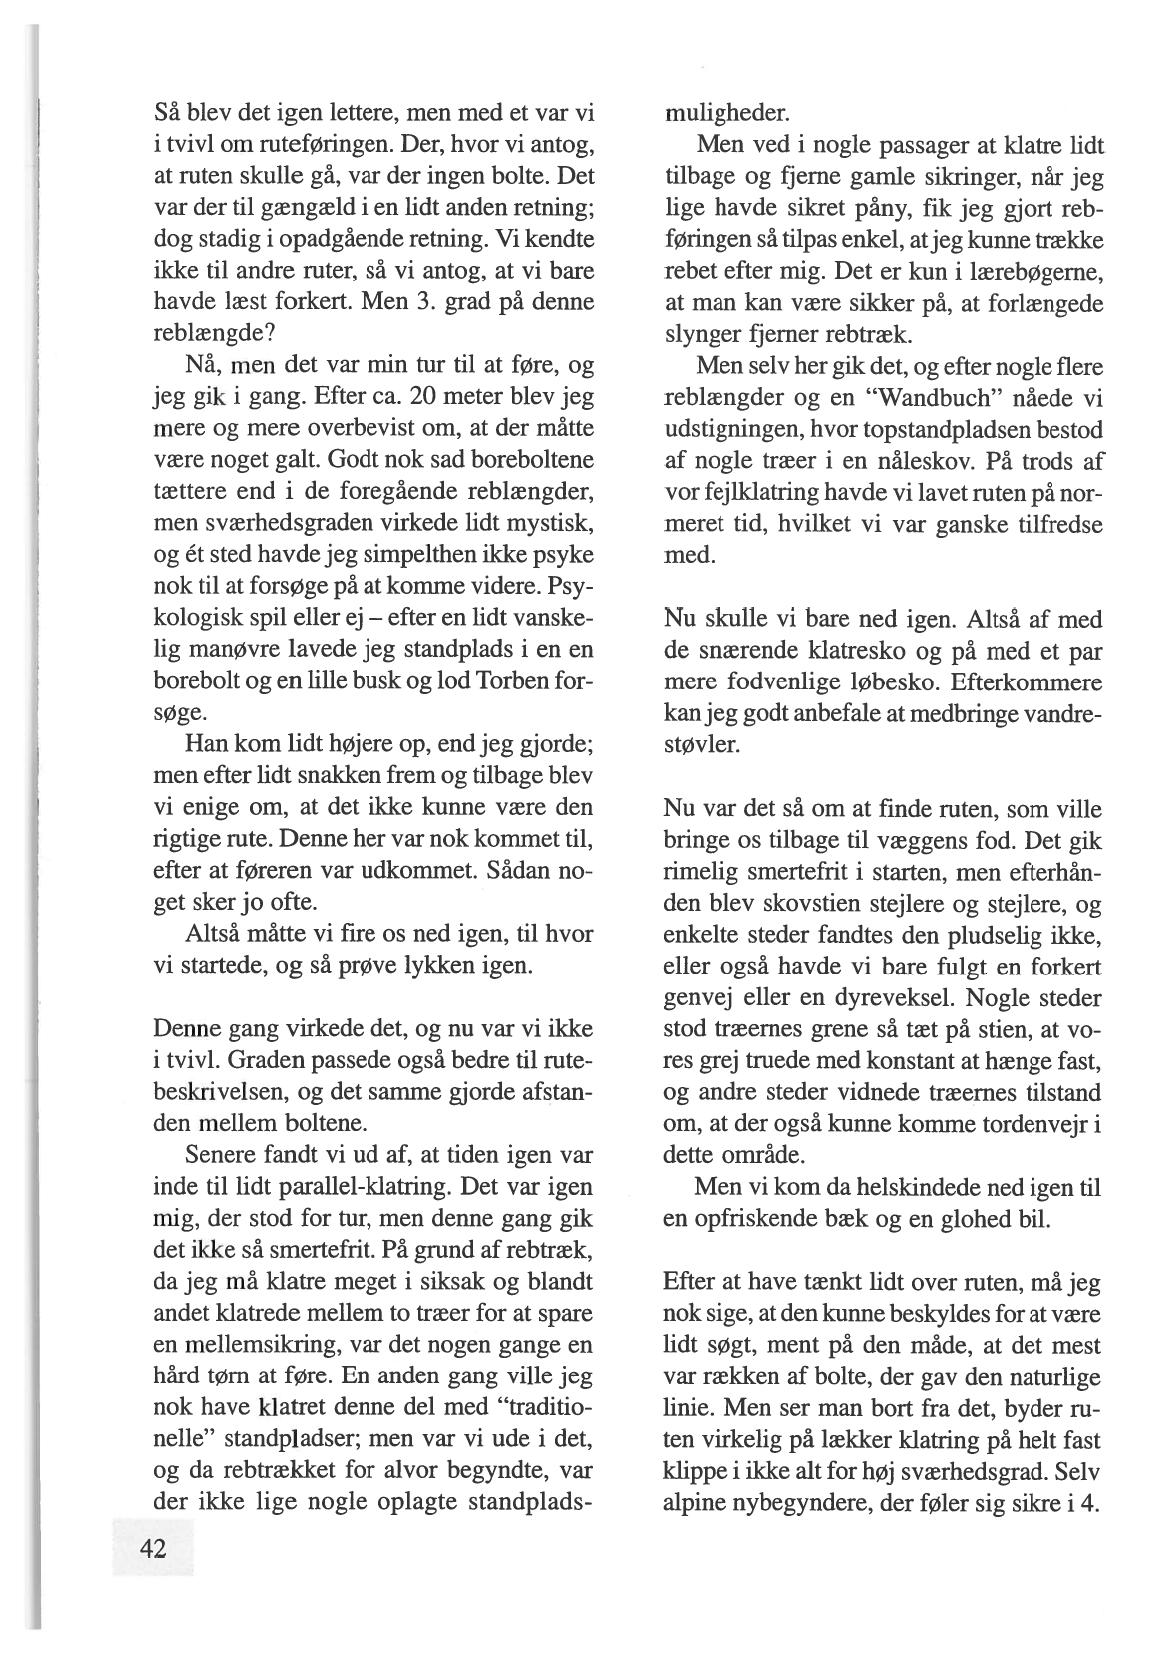 Så blev det igen lettere, men med et var vi
i tvivl om ruteføringen. Der, hvor vi antog,
at ruten skulle gå, var der ingen bolte. Det
var der til gængæld i en lidt anden retning;
dog stadig i opadgående retning. Vi kendte
ikke til andre ruter, så vi antog, at vi bare
havde læst forkert. Men 3. grad på denne
reblængde?
Nå, men det var min tur til at føre, og
jeg gik i gang. Efter ca. 20 meter blev jeg
mere og mere overbevist om, at der måtte
være noget galt. Godt nok sad boreboltene
tættere end i de foregående reblængder,
men sværhedsgraden virkede lidt mystisk,
og ét sted havde jeg simpelthen ikke psyke
nok til at forsøge på at komme videre. Psy-
kologisk spil eller ej – efter en lidt vanske-
lig manøvre lavede jeg standplads i en en
borebolt og en lille busk og lod Torben for-
søge.
Han kom lidt højere op, end jeg gjorde;
men efter lidt snakken frem og tilbage blev
vi enige om, at det ikke kunne være den
rigtige rute. Denne her var nok kommet til,
efter at føreren var udkommet. Sådan no-
get sker jo ofte.
Altså måtte vi fire os ned igen, til hvor
vi startede, og så prøve lykken igen.
Denne gang virkede det, og nu var vi ikke
i tvivl. Graden passede også bedre til rute-
beskrivelsen, og det samme gjorde afstan-
den mellem boltene.
Senere fandt vi ud af, at tiden igen var
inde til lidt parallel-klatring. Det var igen
mig, der stod for tur, men denne gang gik
det ikke så smertefrit. På grund af rebtræk,
da jeg må klatre meget i siksak og blandt
andet klatrede mellem to træer for at spare
en mellemsikring, var det nogen gange en
hård tørn at føre. En anden gang ville jeg
nok have klatret denne del med “traditio-
nelle” standpladser; men var vi ude i det,
og da rebtrækket for alvor begyndte, var
der ikke lige nogle oplagte standplads-
42
muligheder.
Men ved i nogle passager at klatre lidt
tilbage og fjerne gamle sikringer, når jeg
lige havde sikret påny, fik jeg gjort reb-
føringen så tilpas enkel, at jeg kunne trække
rebet efter mig. Det er kun i lærebøgerne,
at man kan være sikker på, at forlængede
slynger fjerner rebtræk.
Men selv her gik det, og efter nogle flere
reblængder og en “Wandbuch” nåede vi
udstigningen, hvor topstandpladsen bestod
af nogle træer i en nåleskov. På trods af
vor fejlklatring havde vi lavet ruten på nor-
meret tid, hvilket vi var ganske tilfredse
med.
Nu skulle vi bare ned igen. Altså af med
de snærende klatresko og på med et par
mere fodvenlige løbesko. Efterkommere
kan jeg godt anbefale at medbringe vandre-
støvler.
Nu var det så om at finde ruten, som ville
bringe os tilbage til væggens fod. Det gik
rimelig smertefrit i starten, men efterhån-
den blev skovstien stejlere og stejlere, og
enkelte steder fandtes den pludselig ikke,
eller også havde vi bare fulgt en forkert
genvej eller en dyreveksel. Nogle steder
stod træernes grene så tæt på stien, at vo-
res grej truede med konstant at hænge fast,
og andre steder vidnede træernes tilstand
om, at der også kunne komme tordenvejr i
dette område.
Men vi kom da helskindede ned igen til
en opfriskende bæk og en glohed bil.
Efter at have tænkt lidt over ruten, må jeg
nok sige, at den kunne beskyldes for at være
lidt søgt, ment på den måde, at det mest
var rækken af bolte, der gav den naturlige
linie. Men ser man bort fra det, byder ru-
ten virkelig på lækker klatring på helt fast
klippe i ikke alt for høj sværhedsgrad. Selv
alpine nybegyndere, der føler sig sikre i 4.